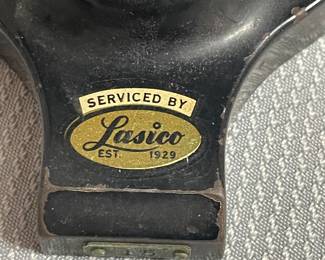 SERVICED BY
Lasico
EST. 1929